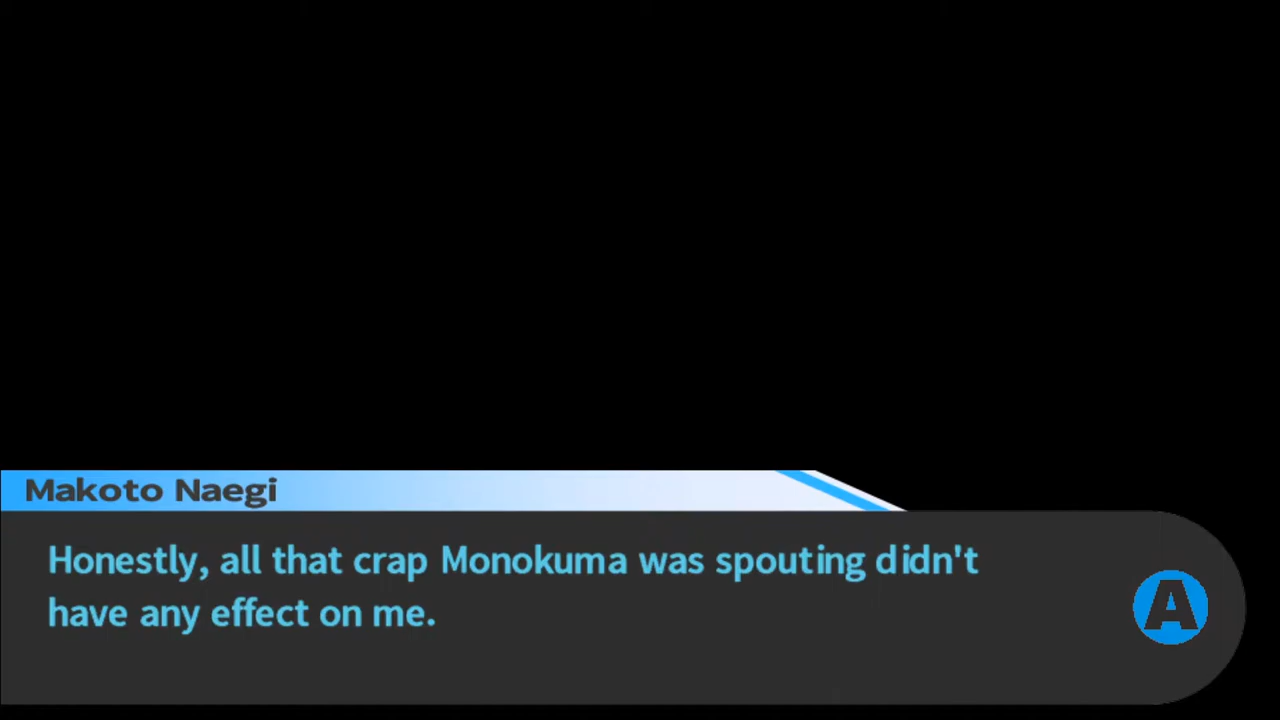 Makoto Naegi
Honestly, all that crap Monokuma was spouting didn't
have any effect on me.
A